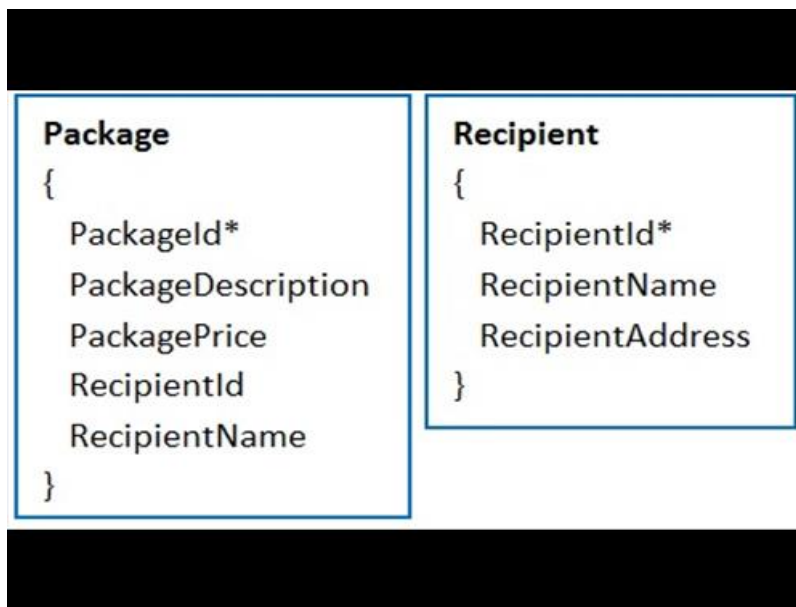 Package
{
PackageId*
PackageDescription
PackagePrice
RecipientId
RecipientName
}
Recipient
{
RecipientId*
RecipientName
RecipientAddress
}